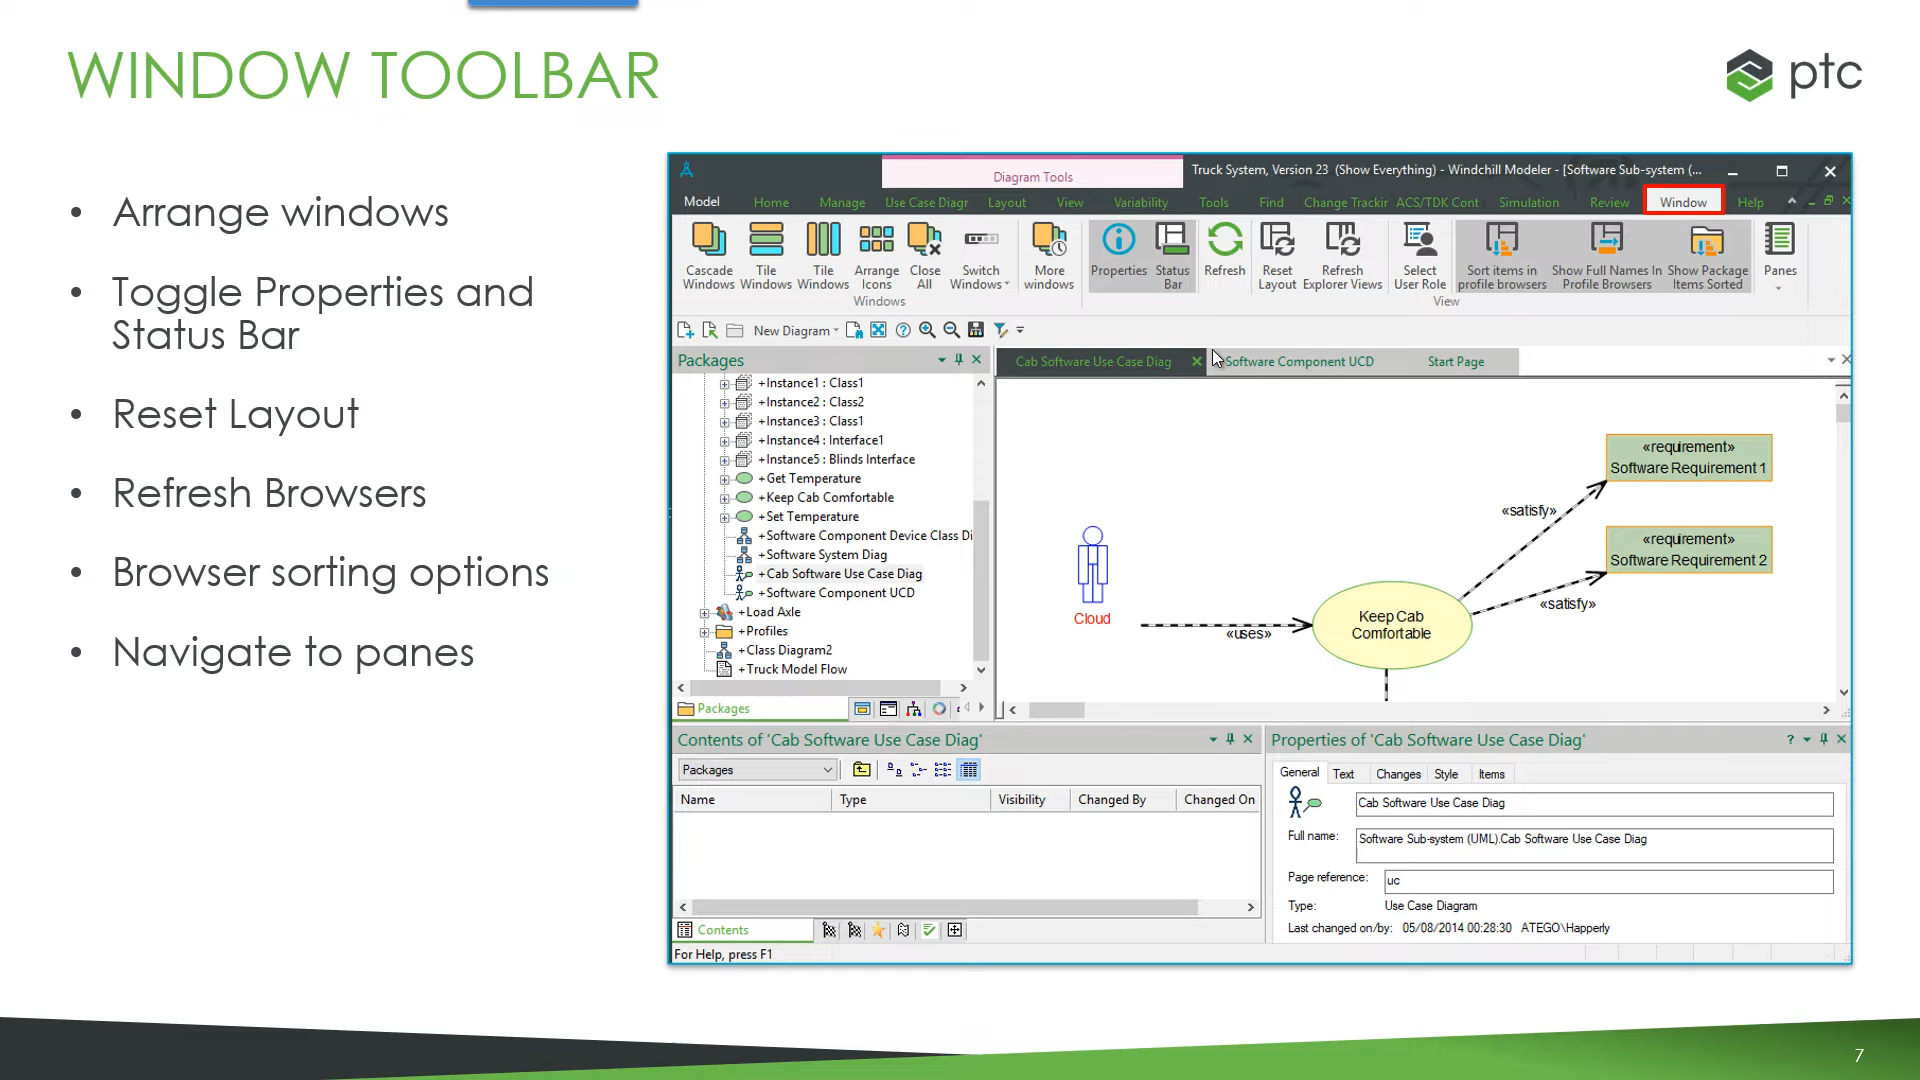 WINDOW TOOLBAR
ptc
• Arrange windows
• Toggle Properties and
Status Bar
• Reset Layout
• Refresh Browsers
• Browser sorting options
• Navigate to panes
Diagram Tools
Truck System, Version 23 (Show Everything) - Windchill Modeler - [Software Sub-system (...
Model Home Manage Use Case Diagr Layout View Variability Tools Find Change Trackir ACS/TDK Cont Simulation Review Window Help
Cascade Windows
Tile Windows
Tile Windows
Arrange Icons
Close All
Switch Windows
More windows
Properties
Status Bar
Refresh
Reset Layout
Refresh Explorer Views
Select User Role
Sort items in profile browsers
Show Full Names In Profile Browsers
Show Package Items Sorted
Panes
Windows
View
New Diagram
Packages
Cab Software Use Case Diag
Software Component UCD
Start Page
+Instance1 : Class1
+Instance2 : Class2
+Instance3 : Class1
+Instance4 : Interface1
+Instance5 : Blinds Interface
+Get Temperature
+Keep Cab Comfortable
+Set Temperature
+Software Component Device Class Di
+Software System Diag
+Cab Software Use Case Diag
+Software Component UCD
+Load Axle
+Profiles
+Class Diagram2
+Truck Model Flow
Packages
«requirement»
Software Requirement 1
«satisfy»
«requirement»
Software Requirement 2
«satisfy»
Cloud
«uses»
Keep Cab
Comfortable
Contents of 'Cab Software Use Case Diag'
Packages
Name Type Visibility Changed By Changed On
Contents
For Help, press F1
Properties of 'Cab Software Use Case Diag'
General Text Changes Style Items
Cab Software Use Case Diag
Full name: Software Sub-system (UML).Cab Software Use Case Diag
Page reference: uc
Type: Use Case Diagram
Last changed on/by: 05/08/2014 00:28:30 ATEGO\Happerly
7